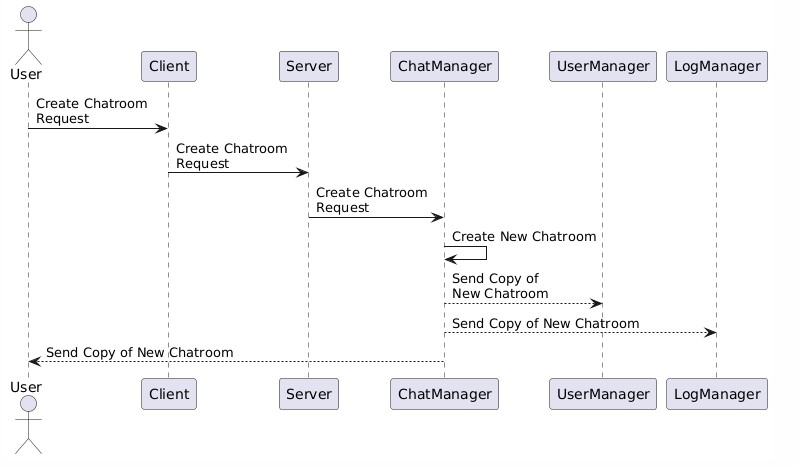 User
Client
Server
ChatManager
UserManager
LogManager
Create Chatroom
Request
Create Chatroom
Request
Create Chatroom
Request
Create New Chatroom
Send Copy of
New Chatroom
Send Copy of New Chatroom
Send Copy of New Chatroom
User
Client
Server
ChatManager
UserManager
LogManager